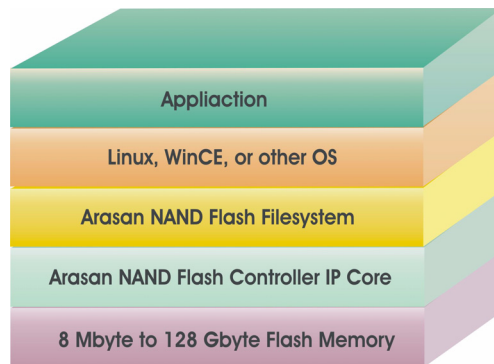 Appliaction
Linux, WinCE, or other OS
Arasan NAND Flash Filesystem
Arasan NAND Flash Controller IP Core
8 Mbyte to 128 Gbyte Flash Memory